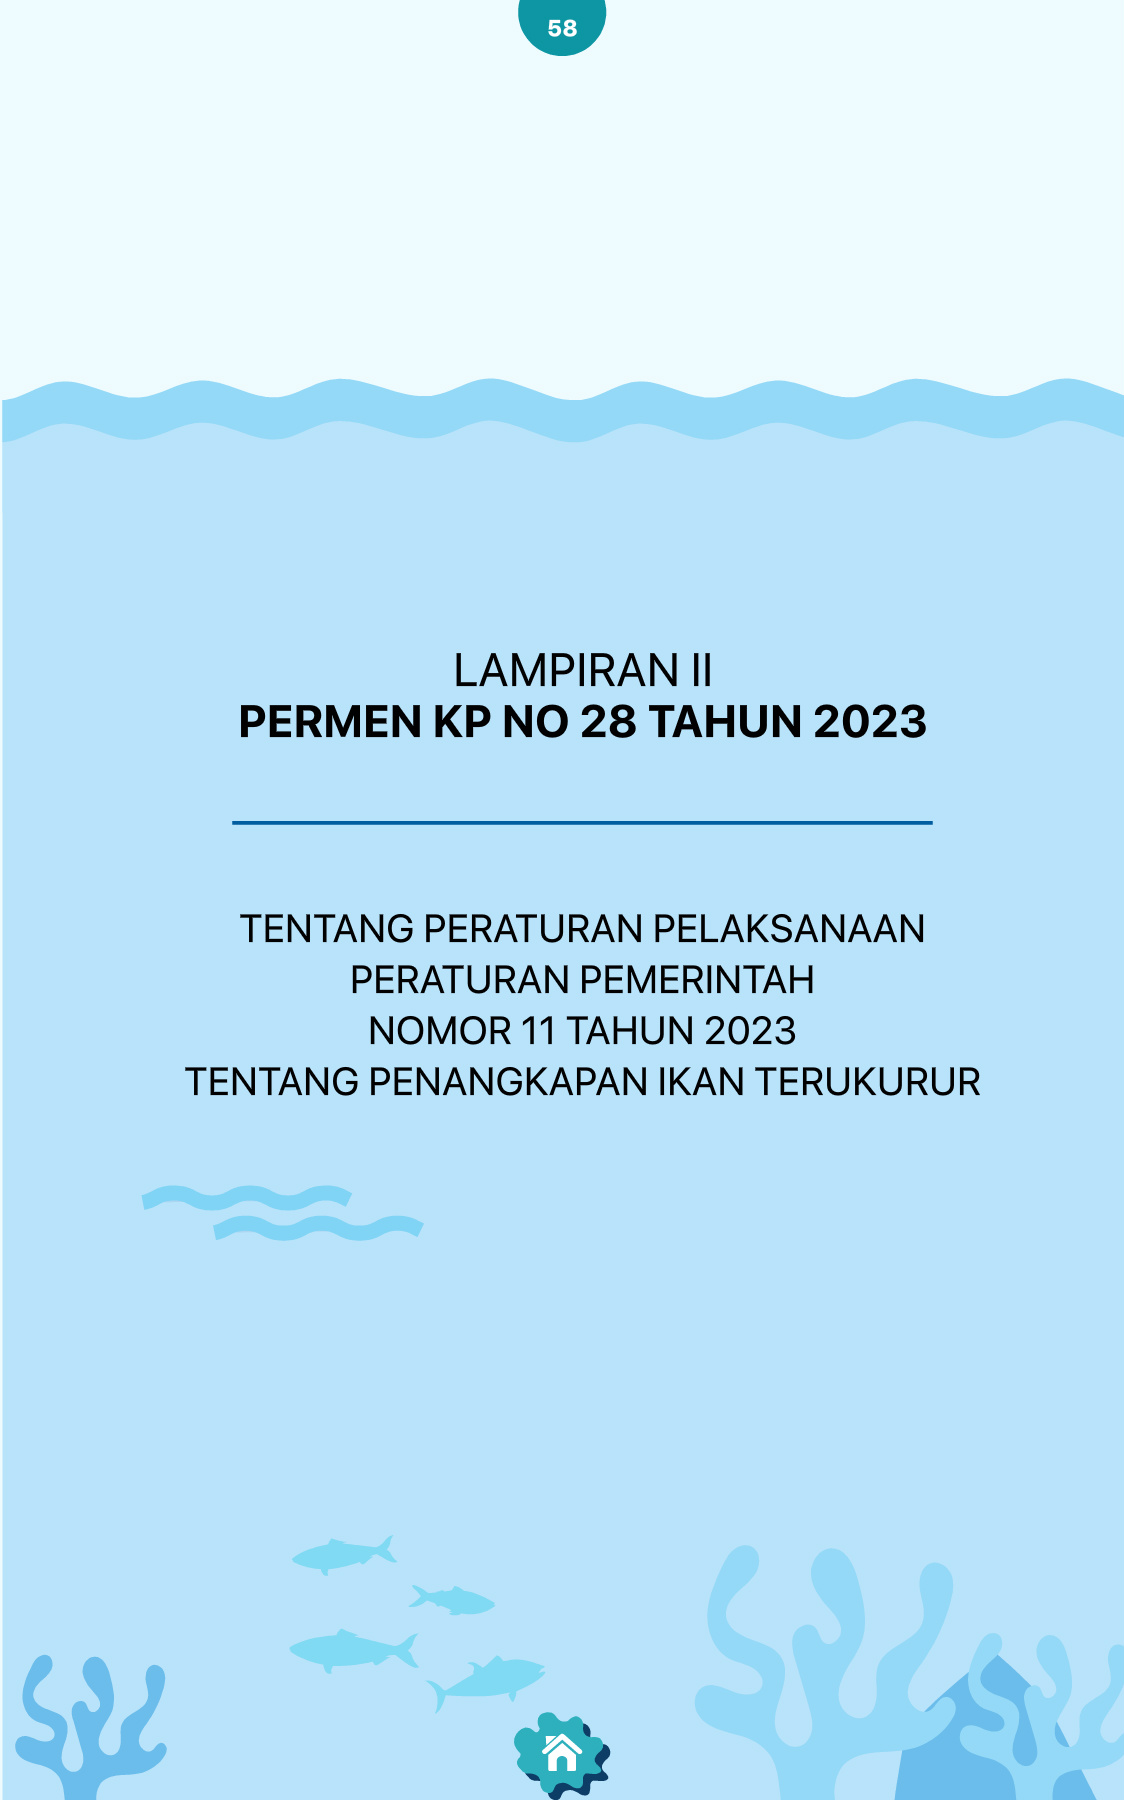 58
LAMPIRAN II
PERMEN KP NO 28 TAHUN 2023
TENTANG PERATURAN PELAKSANAAN
PERATURAN PEMERINTAH
NOMOR 11 TAHUN 2023
TENTANG PENANGKAPAN IKAN TERUKURUR